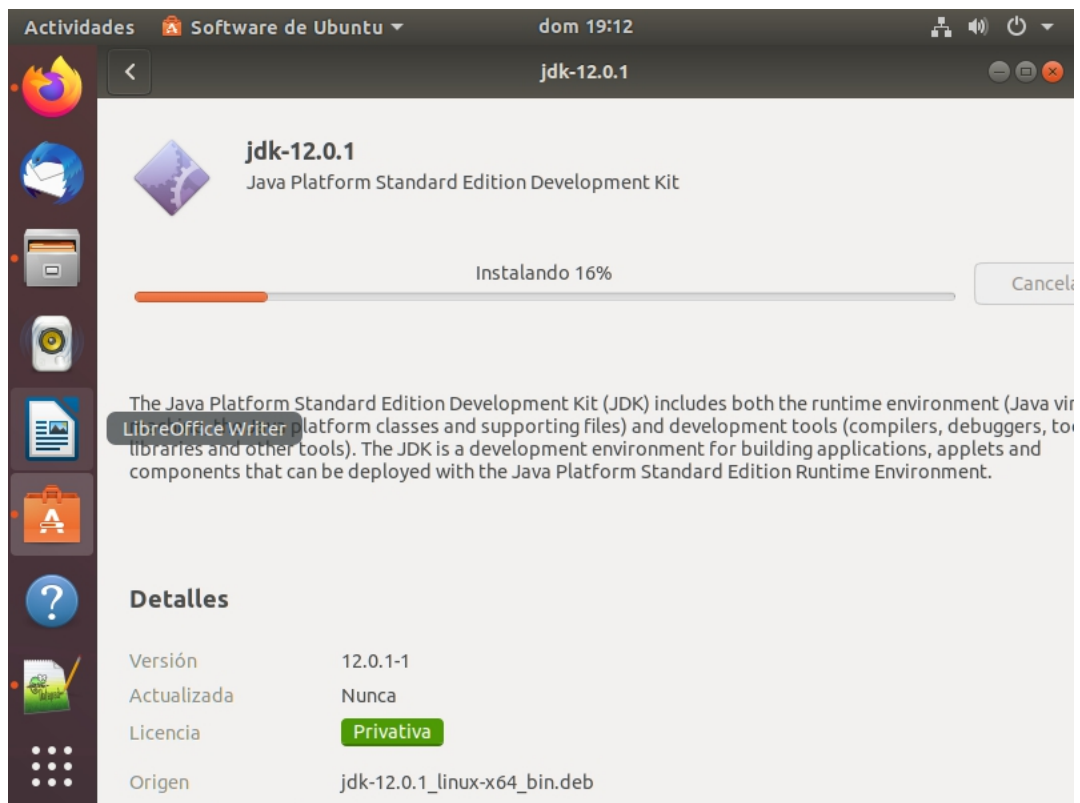 Actividades Software de Ubuntu dom 19:12
jdk-12.0.1
jdk-12.0.1
Java Platform Standard Edition Development Kit
Instalando 16%
Cancela
The Java Platform Standard Edition Development Kit (JDK) includes both the runtime environment (Java vir
LibreOffice Writer platform classes and supporting files) and development tools (compilers, debuggers, too
libraries and other tools). The JDK is a development environment for building applications, applets and
components that can be deployed with the Java Platform Standard Edition Runtime Environment.
Detalles
Versión 12.0.1-1
Actualizada Nunca
Licencia Privativa
Origen jdk-12.0.1_linux-x64_bin.deb